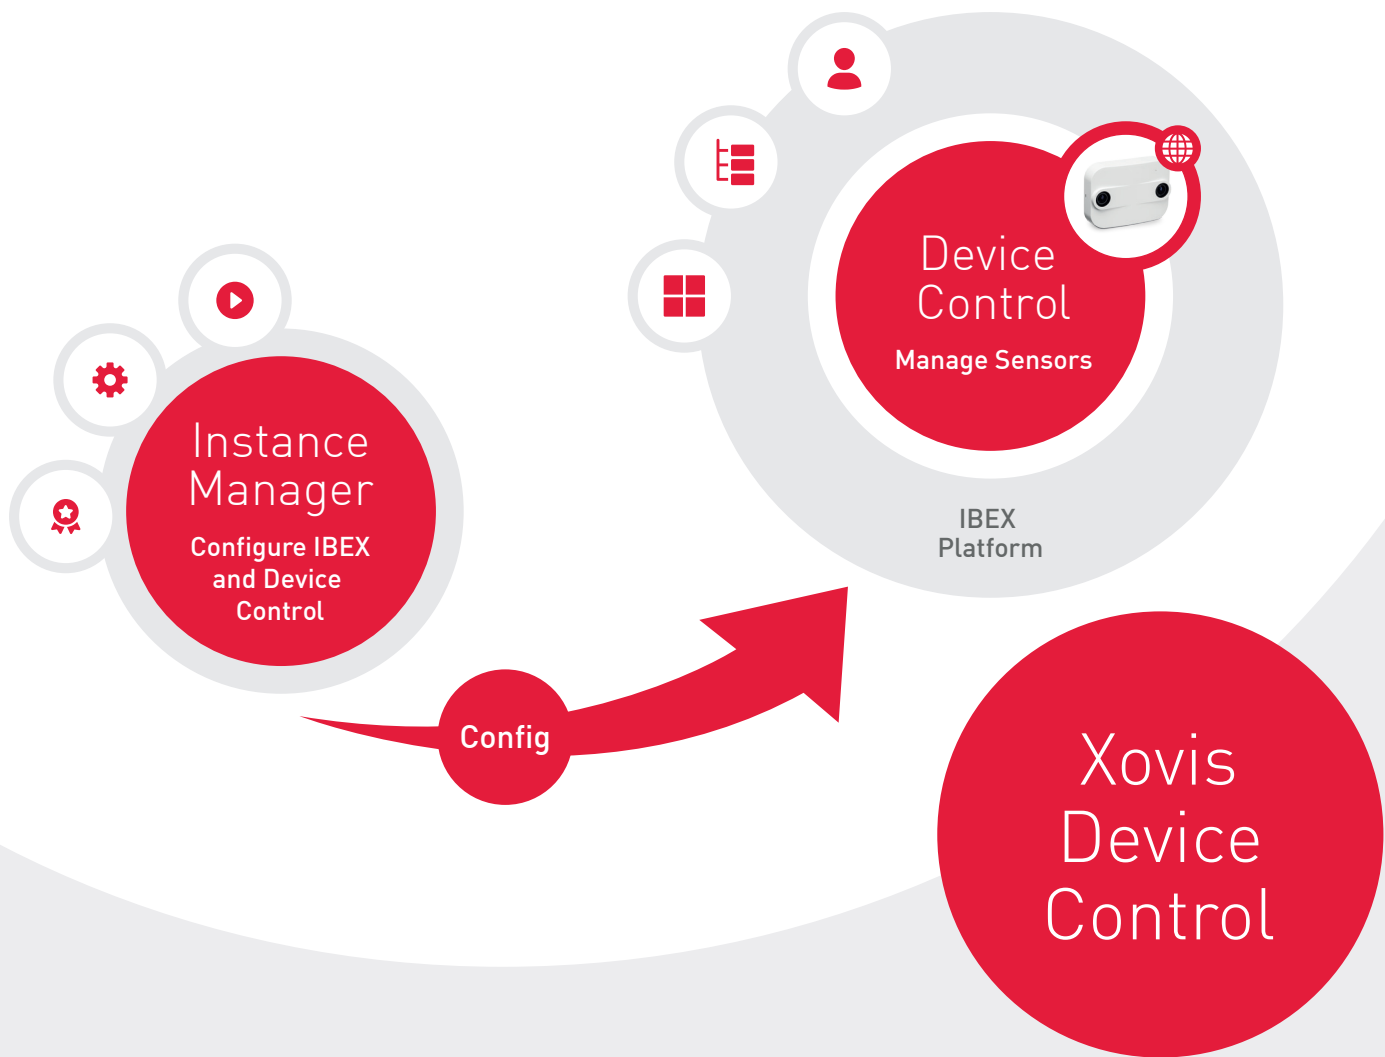 Device
Control
Manage Sensors
IBEX
Platform
Instance
Manager
Configure IBEX
and Device
Control
Config
Xovis
Device
Control